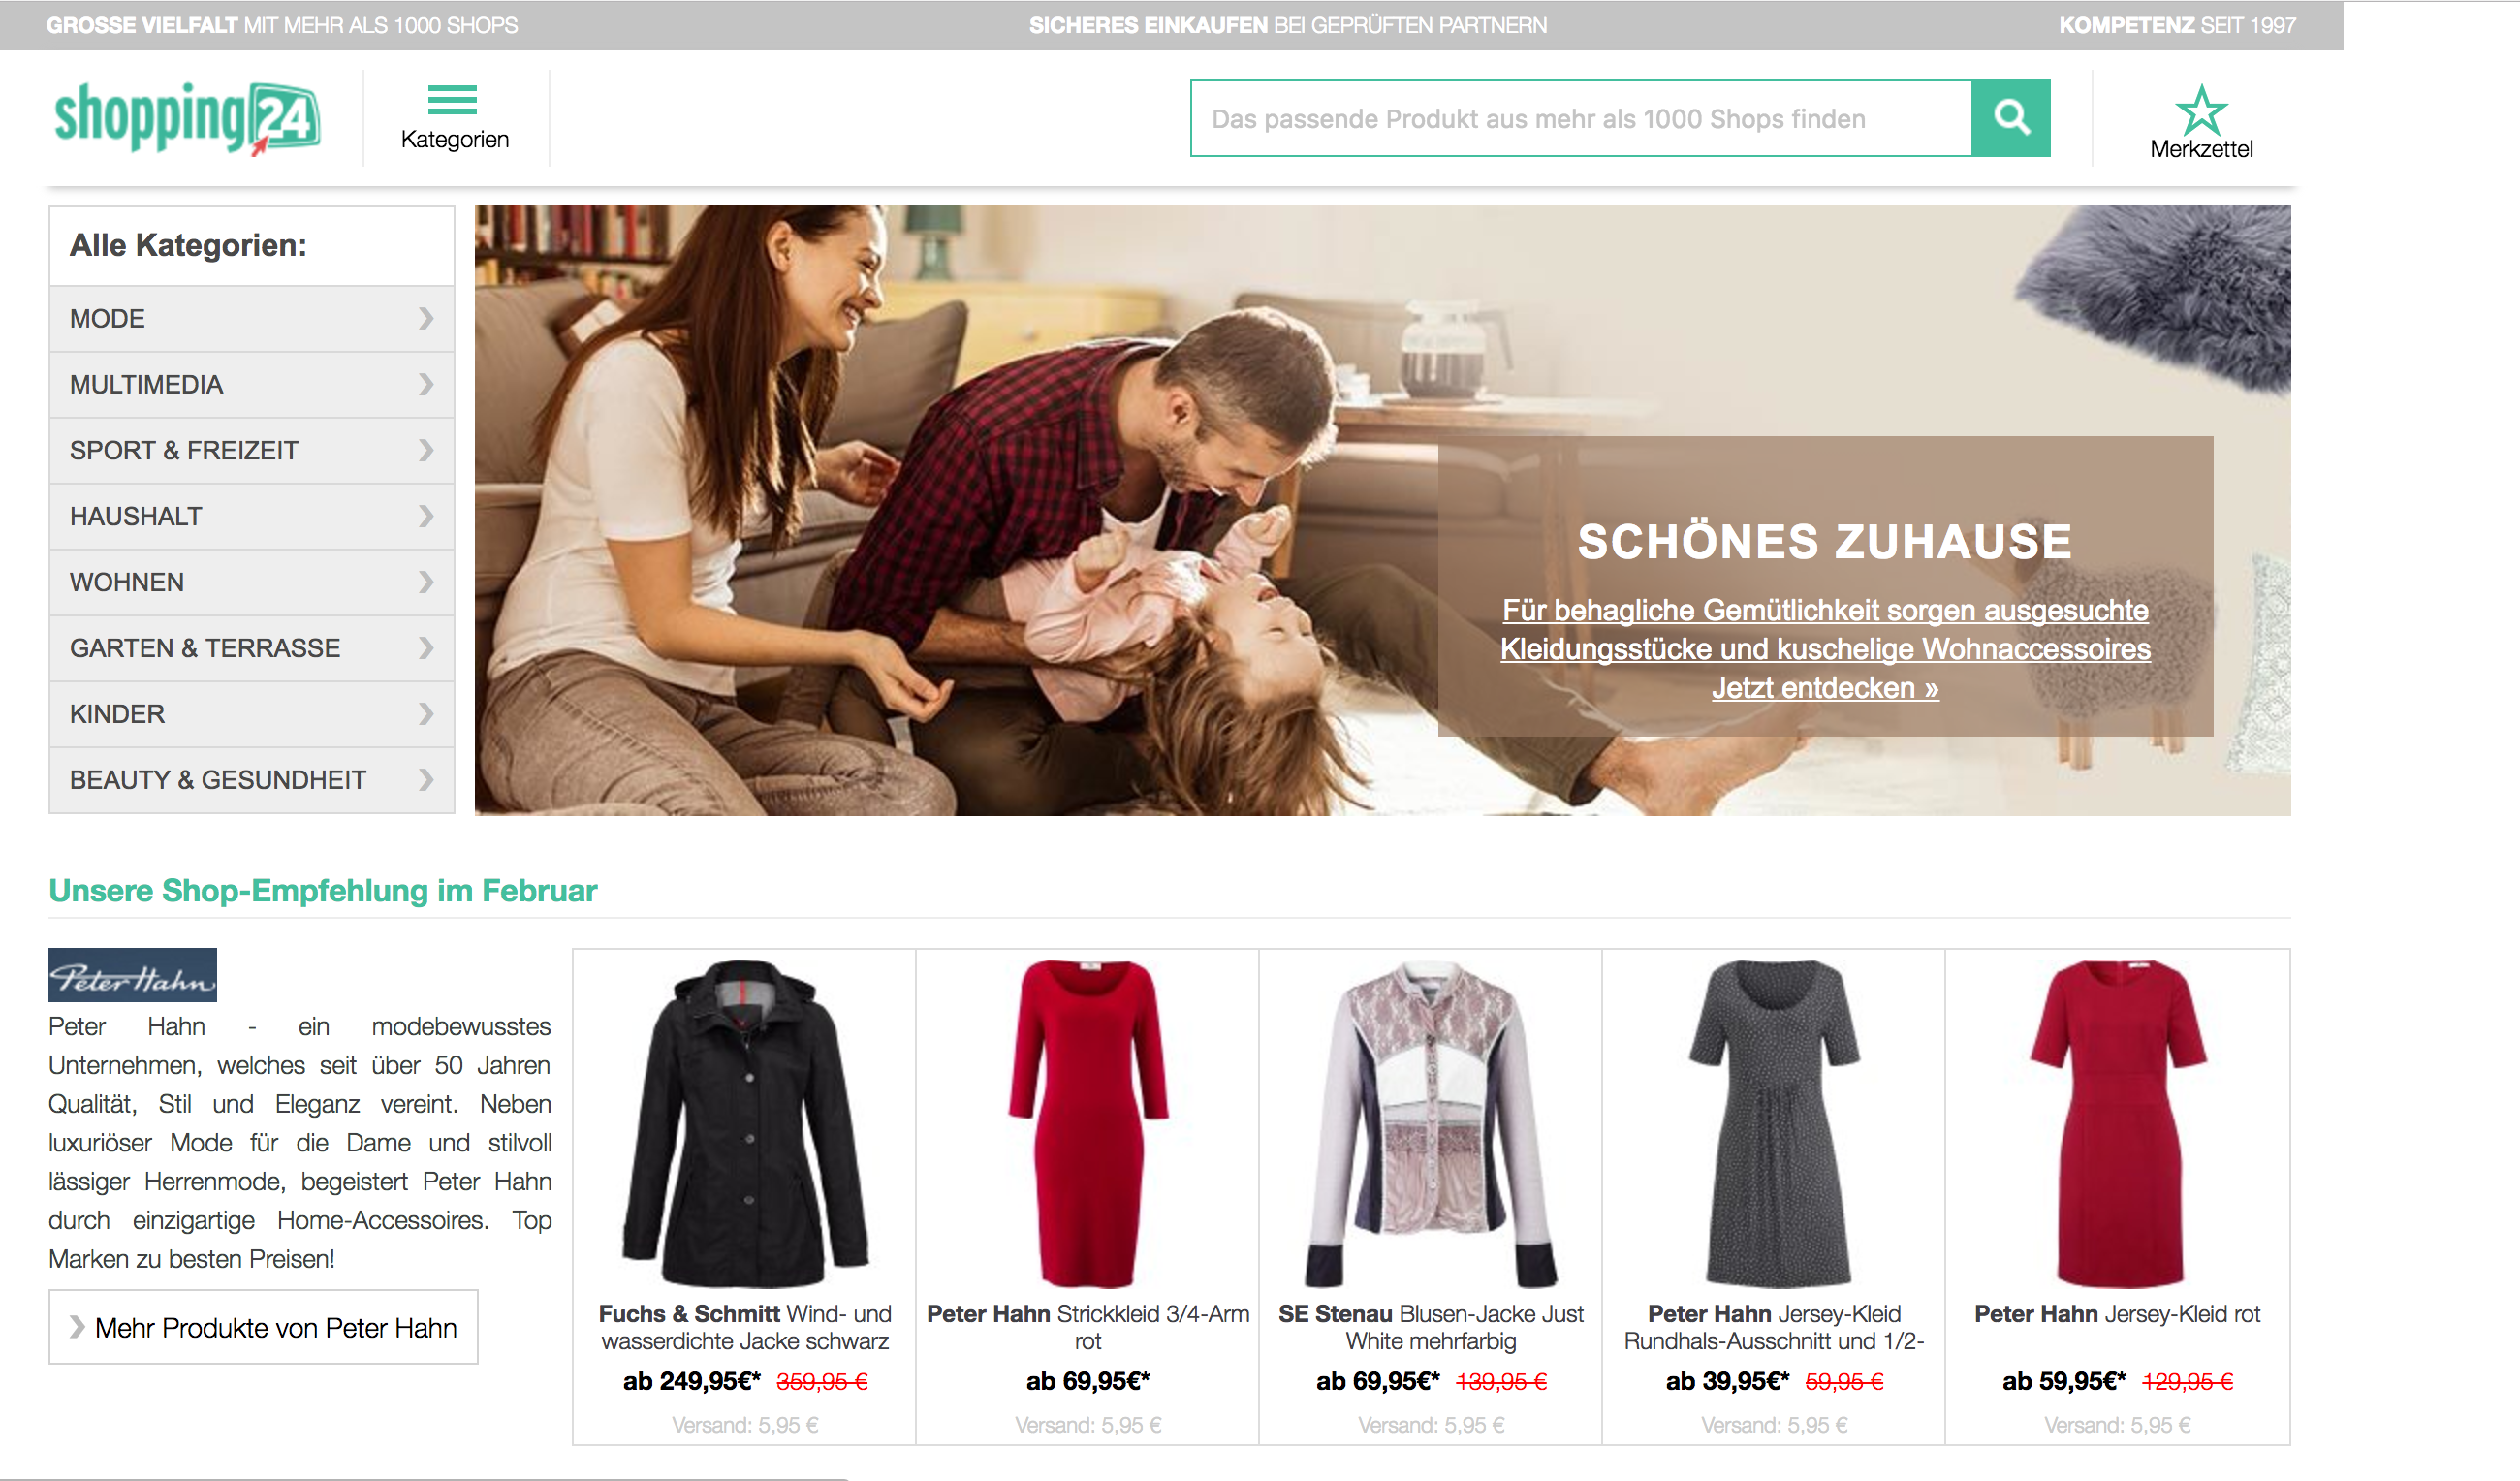 GROSSE VIELFALT MIT MEHR ALS 1000 SHOPS
SICHERES EINKAUFEN BEI GEPRÜFTEN PARTNERN
KOMPETENZ SEIT 1997
shopping24
Kategorien
Das passende Produkt aus mehr als 1000 Shops finden
Merkzettel
Alle Kategorien:
MODE
MULTIMEDIA
SPORT & FREIZEIT
HAUSHALT
WOHNEN
GARTEN & TERRASSE
KINDER
BEAUTY & GESUNDHEIT
SCHÖNES ZUHAUSE
Für behagliche Gemütlichkeit sorgen ausgesuchte
Kleidungsstücke und kuschelige Wohnaccessoires
Jetzt entdecken »
Unsere Shop-Empfehlung im Februar
Peter Hahn
Peter Hahn - ein modebewusstes
Unternehmen, welches seit über 50 Jahren
Qualität, Stil und Eleganz vereint. Neben
luxuriöser Mode für die Dame und stilvoll
lässiger Herrenmode, begeistert Peter Hahn
durch einzigartige Home-Accessoires. Top
Marken zu besten Preisen!
Mehr Produkte von Peter Hahn
Fuchs & Schmitt Wind- und
wasserdichte Jacke schwarz
ab 249,95€* 359,95 €
Versand: 5,95 €
Peter Hahn Strickkleid 3/4-Arm
rot
ab 69,95€*
Versand: 5,95 €
SE Stenau Blusen-Jacke Just
White mehrfarbig
ab 69,95€* 139,95 €
Versand: 5,95 €
Peter Hahn Jersey-Kleid
Rundhals-Ausschnitt und 1/2-
ab 39,95€* 59,95 €
Versand: 5,95 €
Peter Hahn Jersey-Kleid rot
ab 59,95€* 129,95 €
Versand: 5,95 €